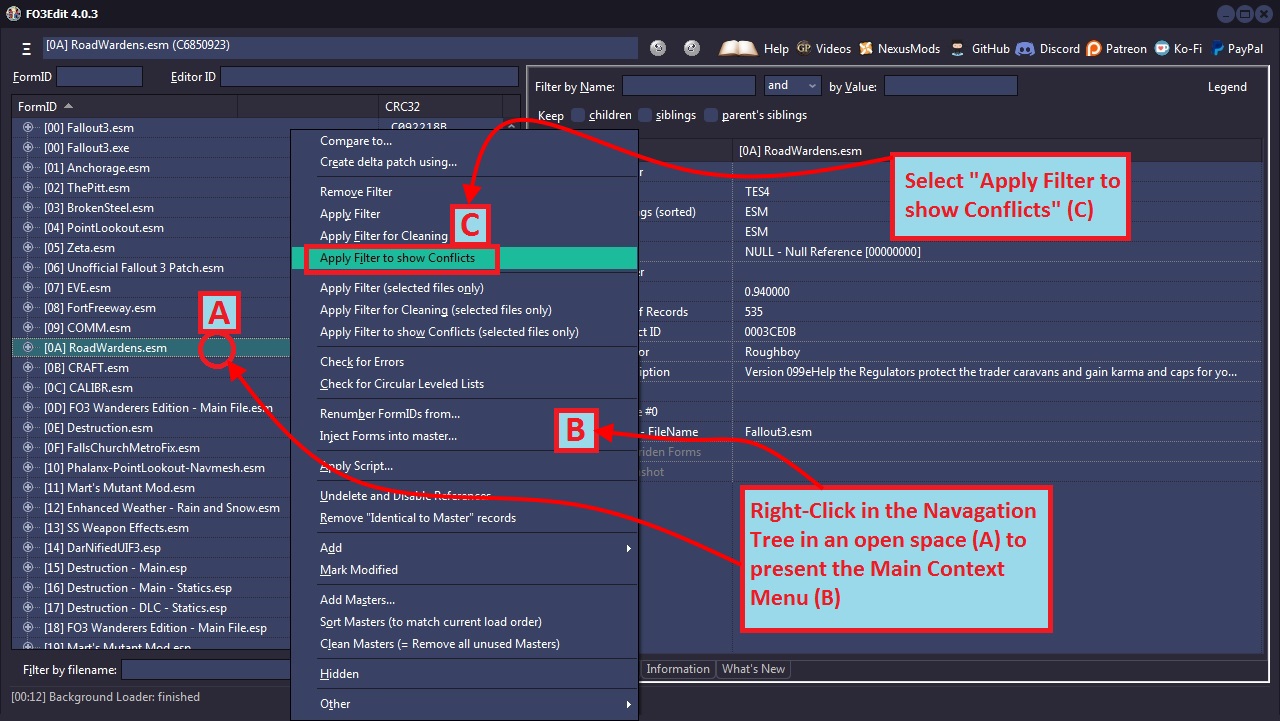 FO3Edit 4.0.3
[0A] RoadWardens.esm (C6850923)
Help
GP Videos
NexusMods
GitHub
Discord
Patreon
Ko-Fi
PayPal
FormID
Editor ID
Filter by Name:
and
by Value:
Legend
Keep children siblings parent's siblings
FormID
CRC32
[00] Fallout3.esm
C092218B
[00] Fallout3.exe
[01] Anchorage.esm
[02] ThePitt.esm
[03] BrokenSteel.esm
[04] PointLookout.esm
[05] Zeta.esm
[06] Unofficial Fallout 3 Patch.esm
[07] EVE.esm
[08] FortFreeway.esm
[09] COMM.esm
[0A] RoadWardens.esm
[0B] CRAFT.esm
[0C] CALIBR.esm
[0D] FO3 Wanderers Edition - Main File.esm
[0E] Destruction.esm
[0F] FallsChurchMetroFix.esm
[10] Phalanx-PointLookout-Navmesh.esm
[11] Mart's Mutant Mod.esm
[12] Enhanced Weather - Rain and Snow.esm
[13] SS Weapon Effects.esm
[14] DarNifiedUIF3.esp
[15] Destruction - Main.esp
[16] Destruction - Main - Statics.esp
[17] Destruction - DLC - Statics.esp
[18] FO3 Wanderers Edition - Main File.esp
[19] Mart's Mutant Mod.esp
Filter by filename:
[00:12] Background Loader: finished
A
Compare to...
Create delta patch using...
Remove Filter
Apply Filter
Apply Filter for Cleaning
Apply Filter to show Conflicts
Apply Filter (selected files only)
Apply Filter for Cleaning (selected files only)
Apply Filter to show Conflicts (selected files only)
Check for Errors
Check for Circular Leveled Lists
Renumber FormIDs from...
Inject Forms into master...
Apply Script...
Undelete and Disable References
Remove "Identical to Master" records
Add
Mark Modified
Add Masters...
Sort Masters (to match current load order)
Clean Masters (= Remove all unused Masters)
Hidden
Other
C
B
[0A] RoadWardens.esm
r
TES4
gs (sorted)
ESM
ESM
NULL - Null Reference [00000000]
er
0.940000
of Records
535
ct ID
0003CE0B
or
Roughboy
iption
Version 099eHelp the Regulators protect the trader caravans and gain karma and caps for yo...
e #0
- FileName
Fallout3.esm
riden Forms
shot
Information
What's New
Select "Apply Filter to
show Conflicts" (C)
Right-Click in the Navagation
Tree in an open space (A) to
present the Main Context
Menu (B)